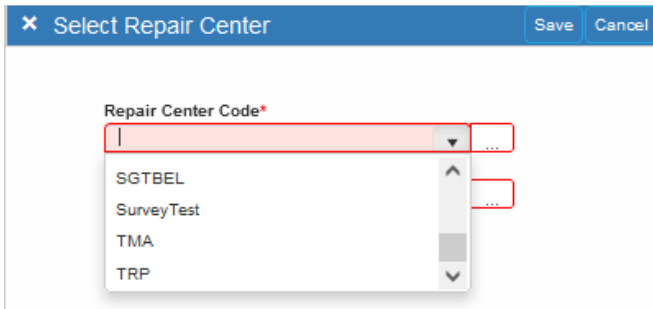 × Select Repair Center Save Cancel
Repair Center Code*
...
SGTBEL
SurveyTest
...
TMA
TRP